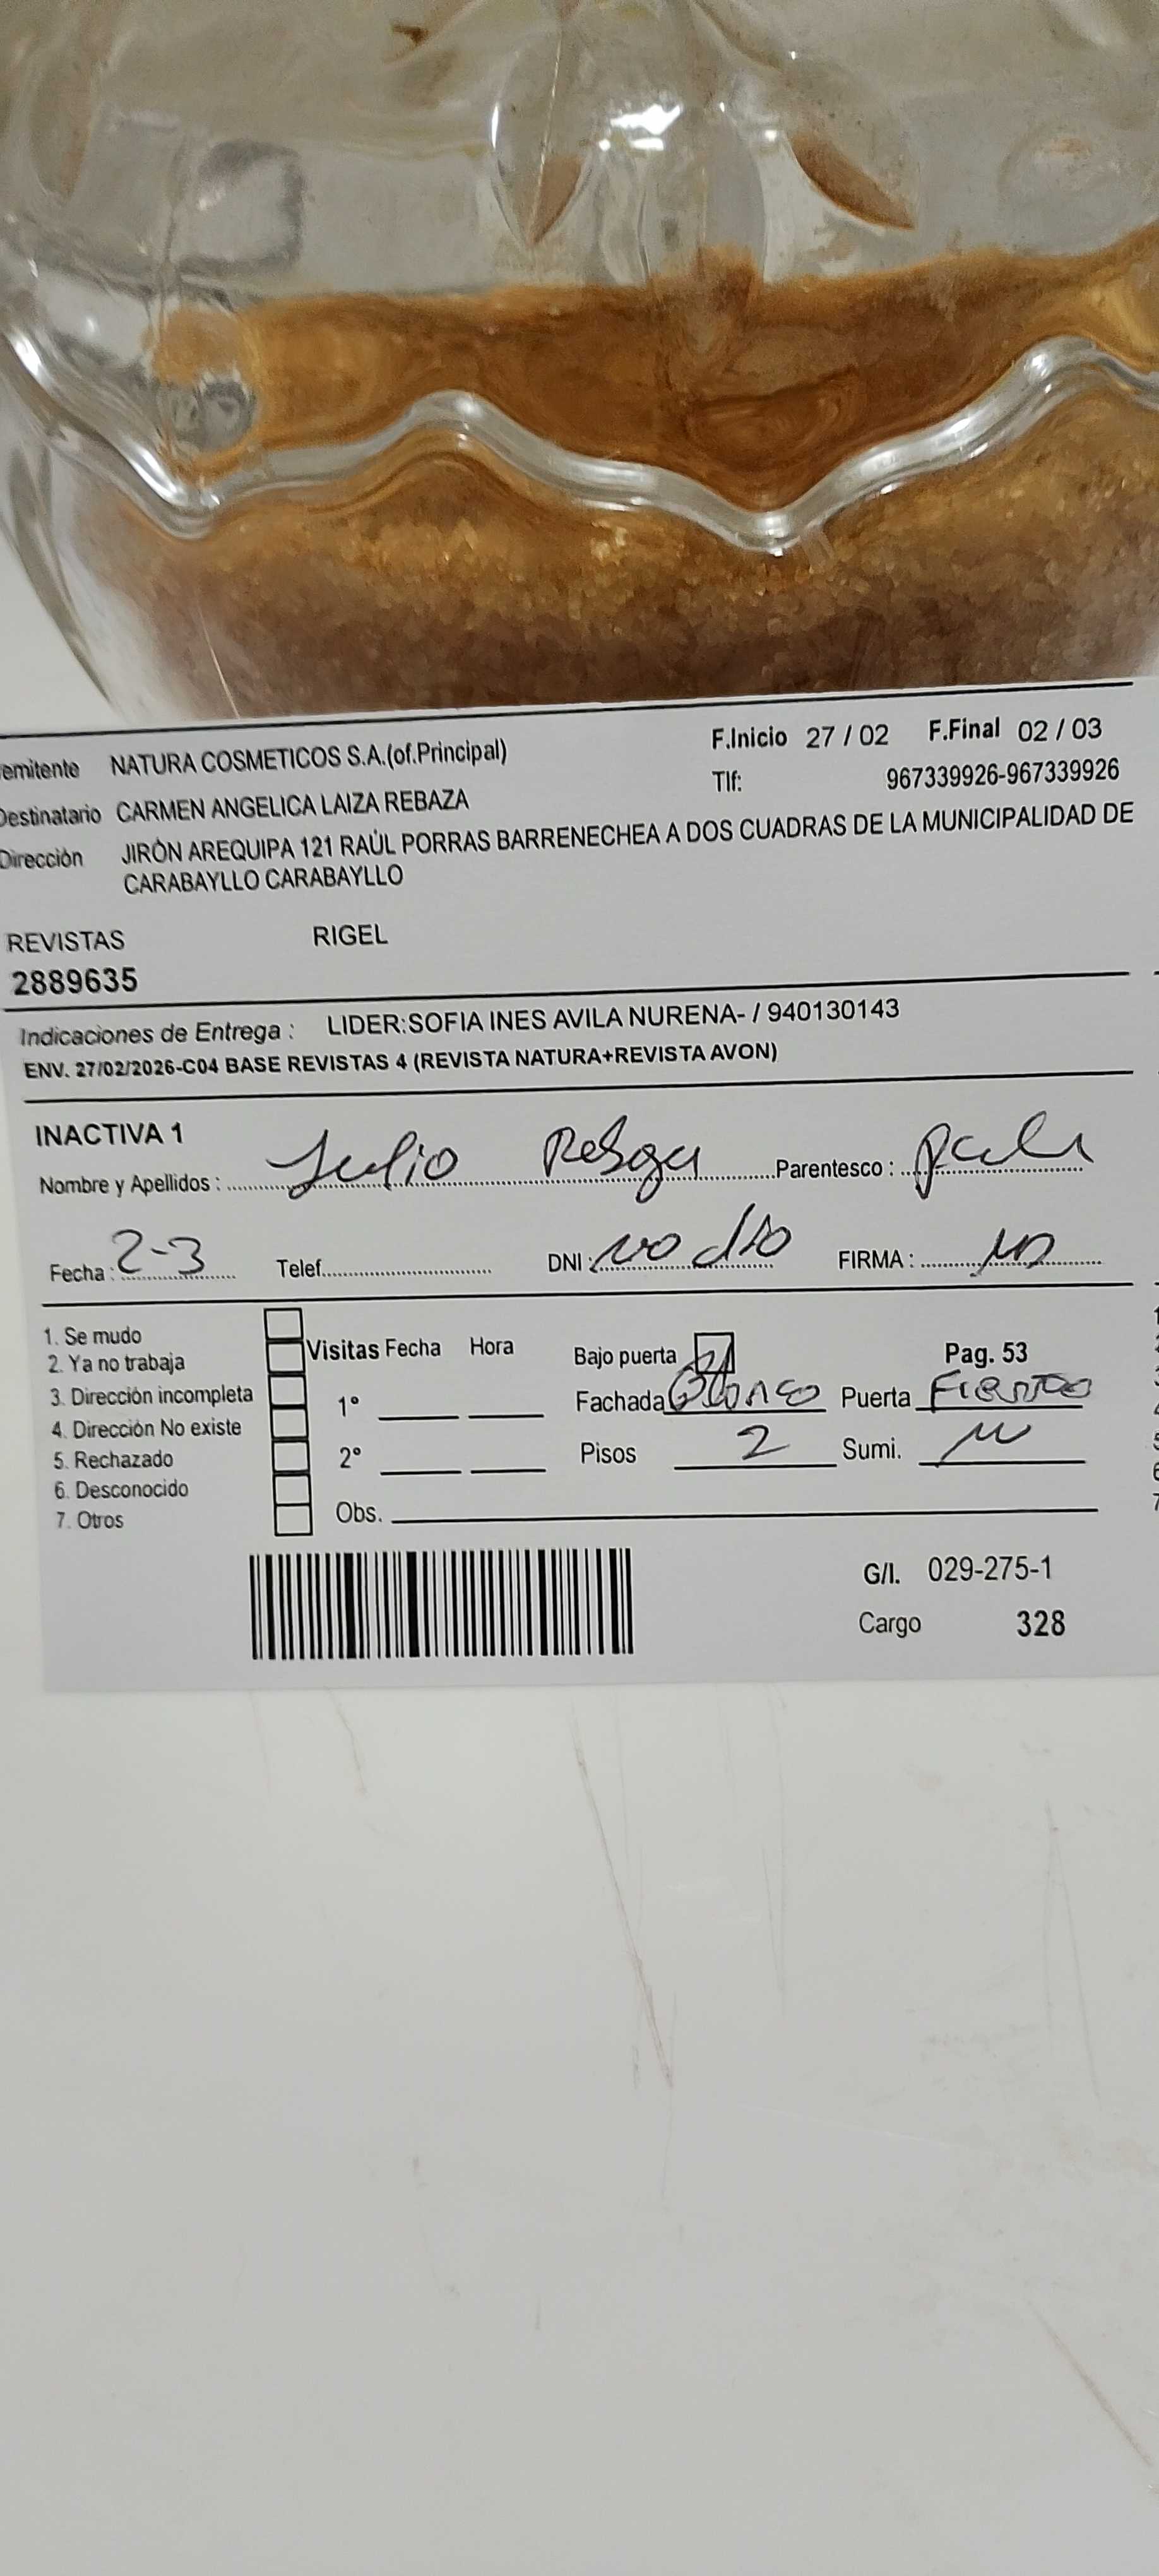 emitente NATURA COSMETICOS S.A.(of.Principal) F.Inicio 27 / 02 F.Final 02 / 03
Tlf: 967339926-967339926
Destinatario CARMEN ANGELICA LAIZA REBAZA
Dirección JIRÓN AREQUIPA 121 RAÚL PORRAS BARRENECHEA A DOS CUADRAS DE LA MUNICIPALIDAD DE
CARABAYLLO CARABAYLLO
REVISTAS RIGEL
2889635
Indicaciones de Entrega : LIDER:SOFIA INES AVILA NURENA- / 940130143
ENV. 27/02/2026-C04 BASE REVISTAS 4 (REVISTA NATURA+REVISTA AVON)
INACTIVA 1
Nombre y Apellidos : Julio Parentesco :
Fecha : 2-3 Telef. DNI : no dio FIRMA :
1. Se mudo
2. Ya no trabaja
3. Dirección incompleta
4. Dirección No existe
5. Rechazado
6. Desconocido
7. Otros
Visitas Fecha Hora
1°
2°
Obs.
Bajo puerta Pag. 53
Fachada Blanco Puerta Fierro
Pisos 2 Sumi.
G/I. 029-275-1
Cargo 328